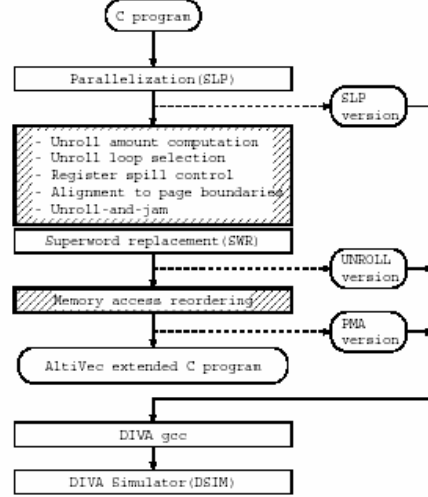 C program
Parallelization(SLP)
SLP
version
- Unroll amount computation
- Unroll loop selection
- Register spill control
- Alignment to page boundaries
- Unroll-and-jam
Superword replacement(SWR)
UNROLL
version
Memory access reordering
PMA
version
AltiVec extended C program
DIVA gcc
DIVA Simulator(DSIM)